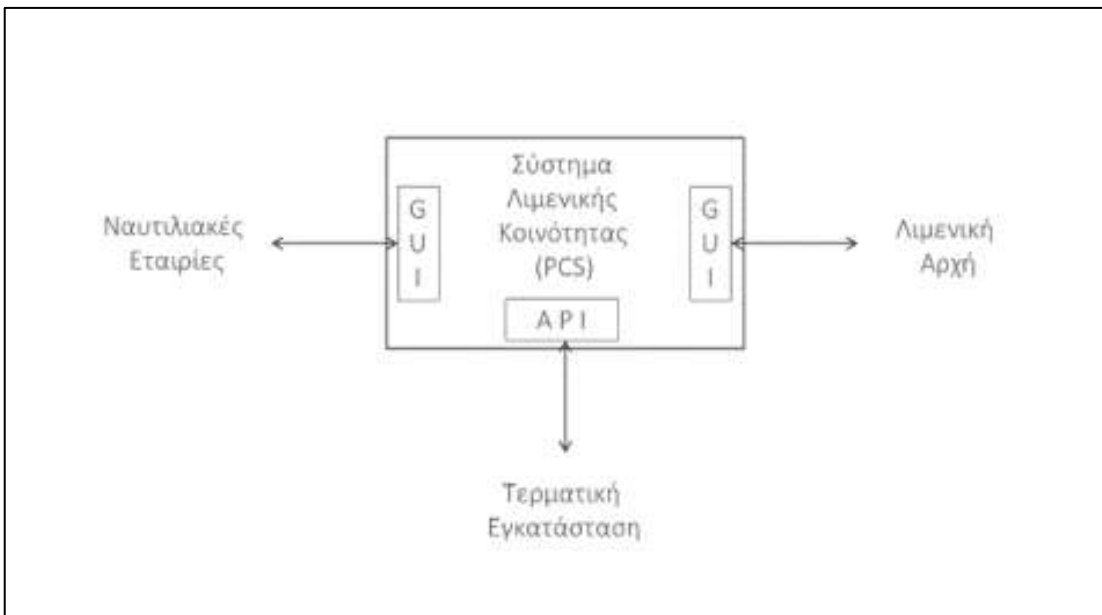 Σύστημα
Λιμενικής
Κοινότητας
(PCS)
Ναυτιλιακές
Εταιρίες
G
U
I
G
U
I
Λιμενική
Αρχή
A P I
Τερματική
Εγκατάσταση